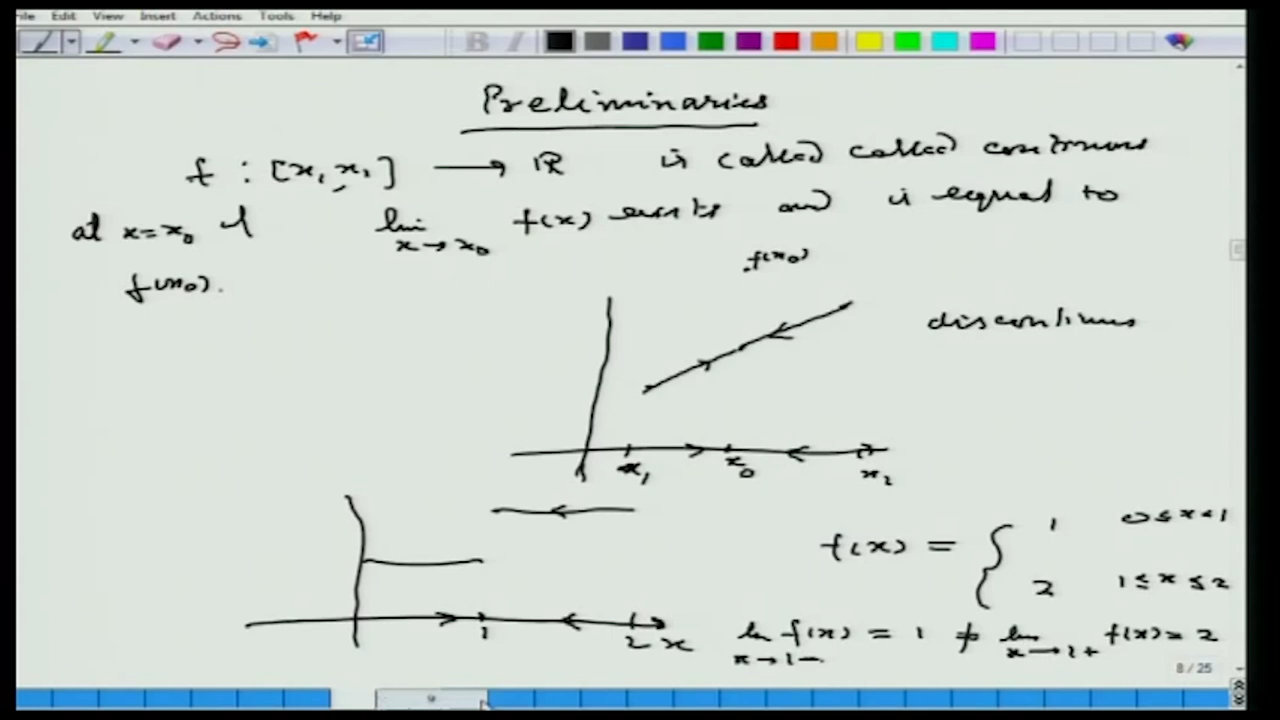 File Edit View Insert Actions Tools Help
Preliminaries
f : [x, x,] → R is called called continuous
at x=x₀ if lim f(x) exists and is equal to
x→x₀
f(x₀).
f(x₀)
discontinuous
x₁ x₀ x₂
f(x) = { 1 0≤x<1
2 1≤x≤2
1 2 x
lim f(x) = 1 ≠ lim f(x) = 2
x→1- x→1+
8 / 25
9